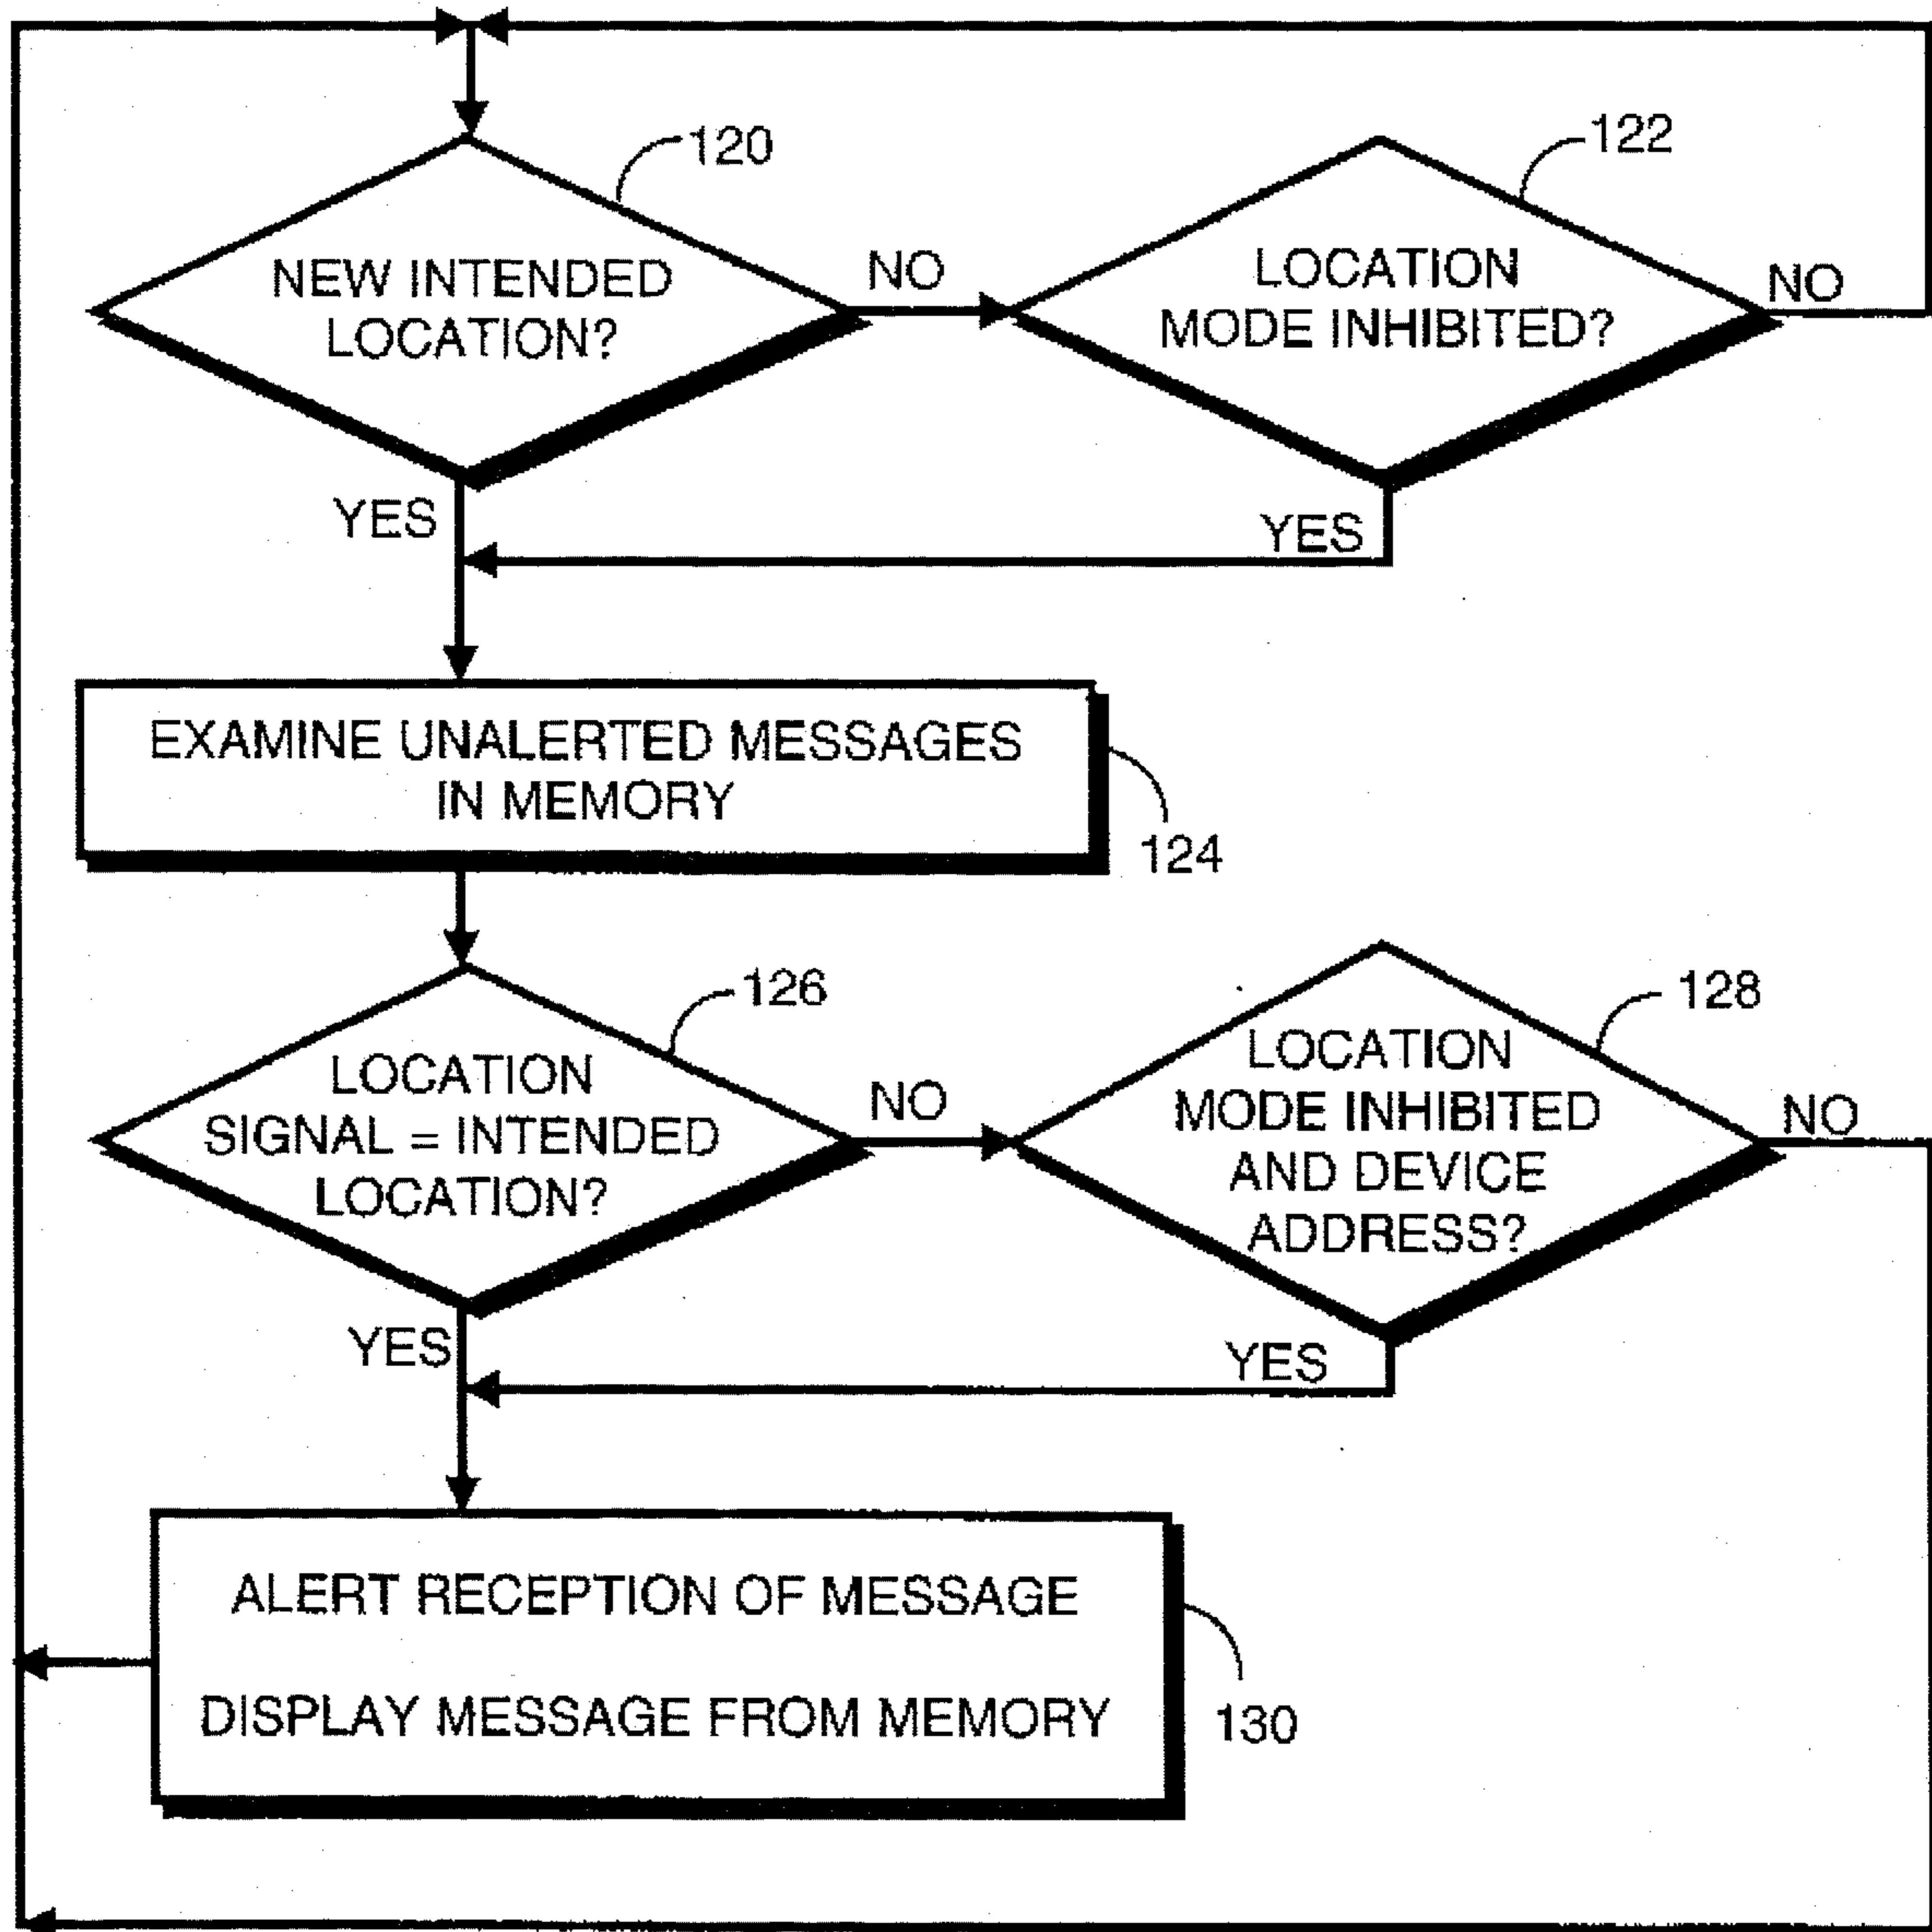 120
122
NEW INTENDED
LOCATION?
NO
LOCATION
MODE INHIBITED?
NO
YES
YES
EXAMINE UNALERTED MESSAGES
IN MEMORY
124
126
128
LOCATION
SIGNAL = INTENDED
LOCATION?
NO
LOCATION
MODE INHIBITED
AND DEVICE
ADDRESS?
NO
YES
YES
ALERT RECEPTION OF MESSAGE
DISPLAY MESSAGE FROM MEMORY
130